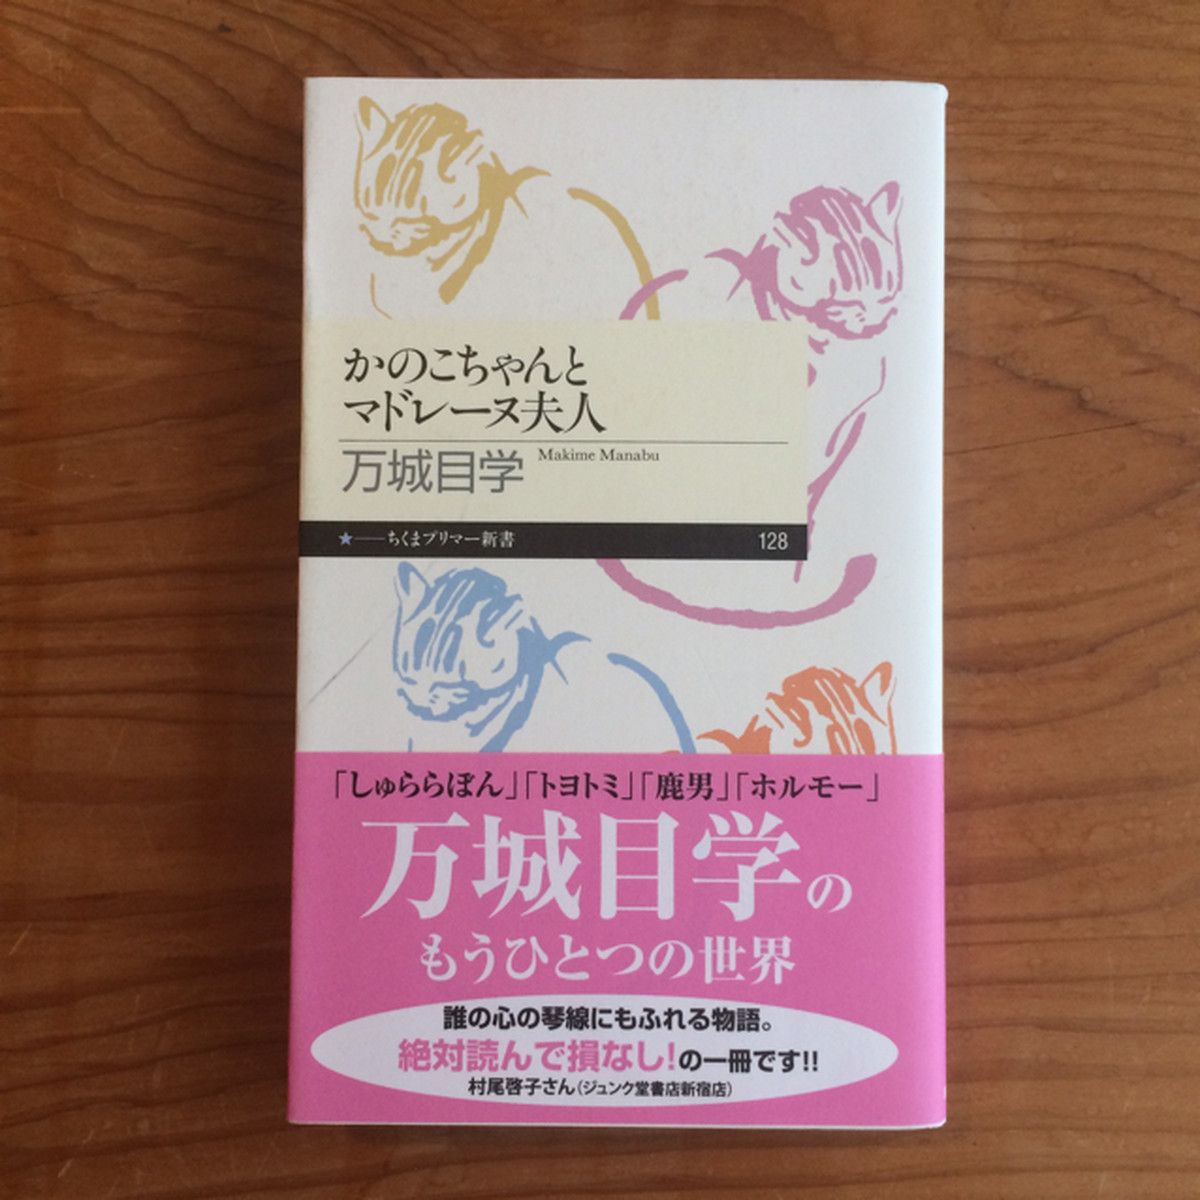 かのこちゃんと
マドレーヌ夫人
万城目学 Makime Manabu
★──ちくまプリマー新書 128
「しゅららぼん」「トヨトミ」「鹿男」「ホルモー」
万城目学の
もうひとつの世界
誰の心の琴線にもふれる物語。
絶対読んで損なし!の一冊です!!
村尾啓子さん(ジュンク堂書店新宿店)